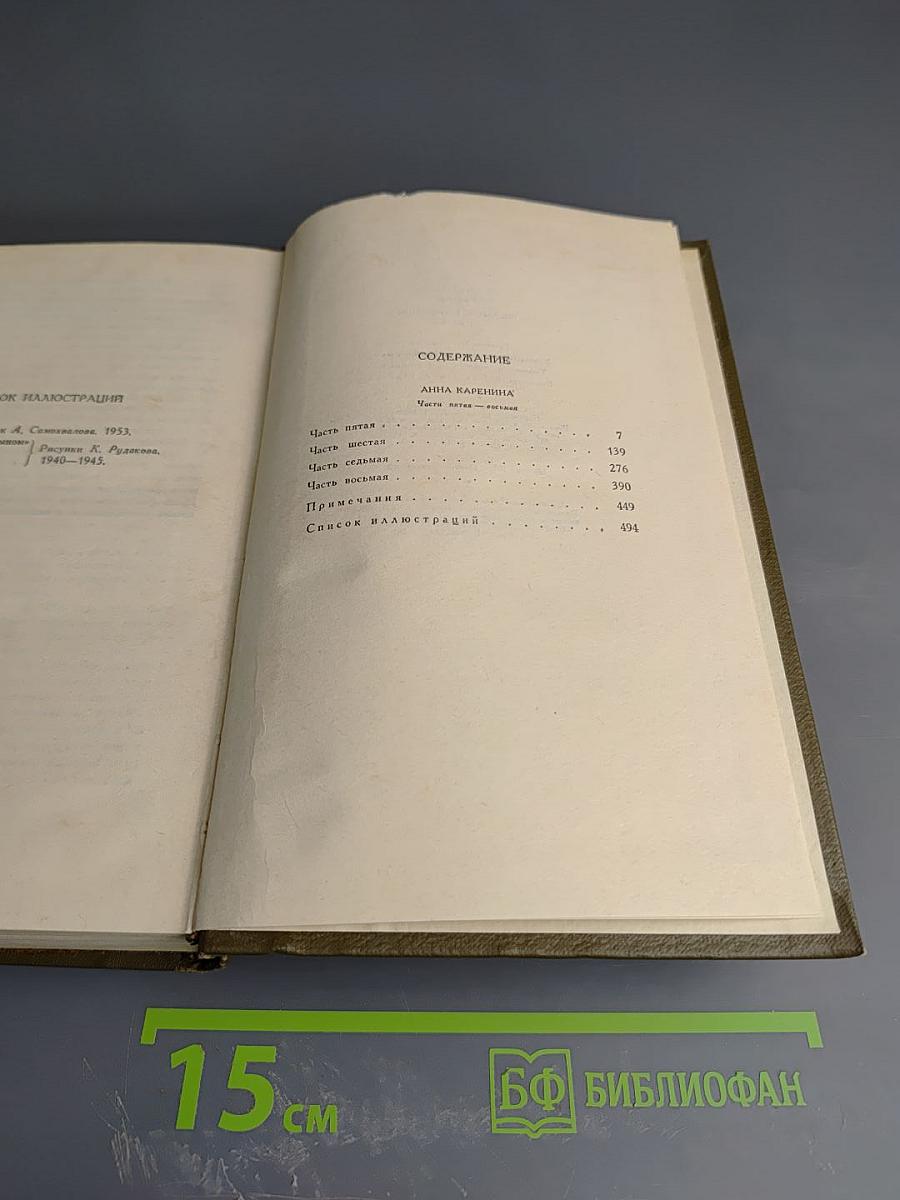 ОК ИЛЛЮСТРАЦИЙ
к А. Самохвалова. 1953.
Рисунки К. Рудакова.
1940—1945.
СОДЕРЖАНИЕ
АННА КАРЕНИНА
Части пятая — восьмая
Часть пятая . . . . . . . . . . . . . . 7
Часть шестая . . . . . . . . . . . . . . 139
Часть седьмая . . . . . . . . . . . . . . 276
Часть восьмая . . . . . . . . . . . . . . 390
Примечания . . . . . . . . . . . . . 449
Список иллюстраций . . . . . . . . 494
15 см
БФ БИБЛИОФАН